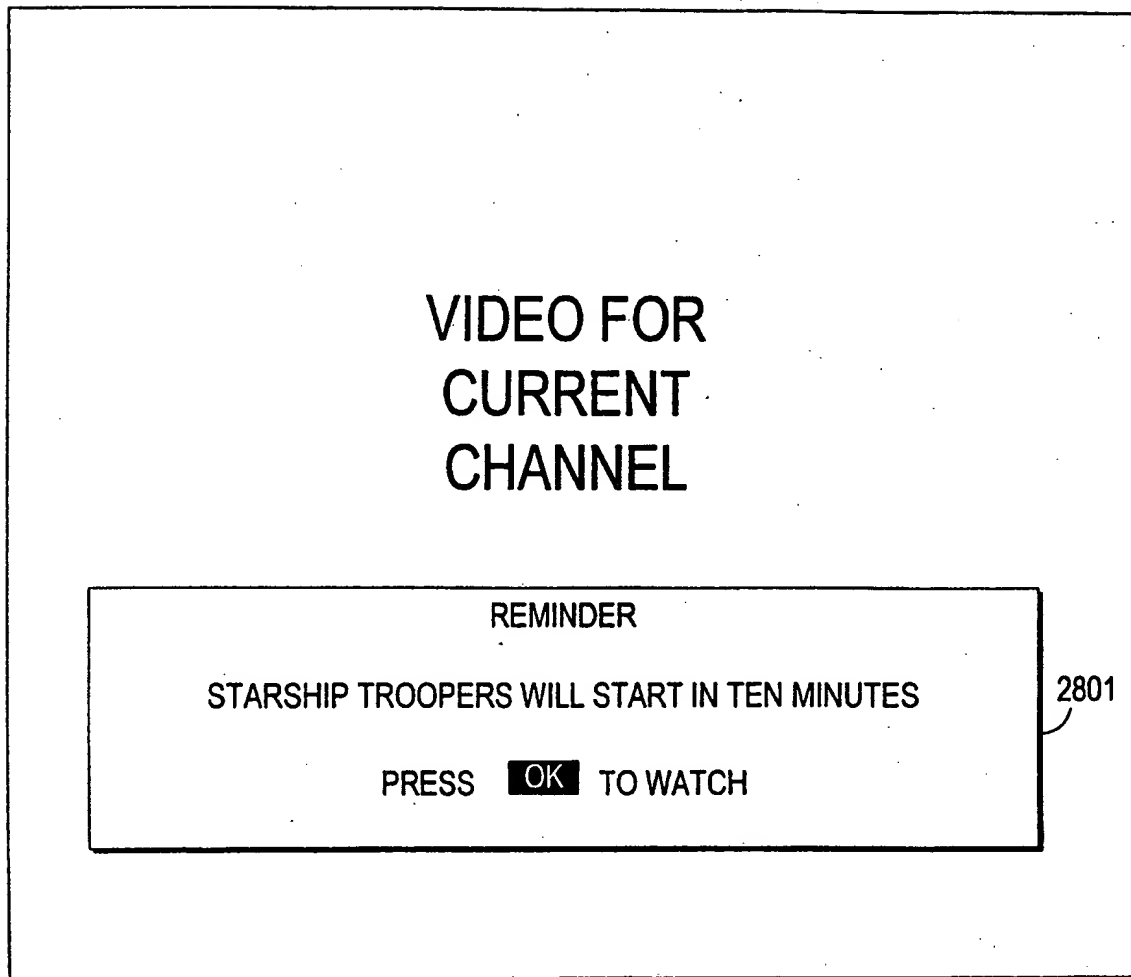 VIDEO FOR
CURRENT
CHANNEL
REMINDER
STARSHIP TROOPERS WILL START IN TEN MINUTES
2801
PRESS OK TO WATCH